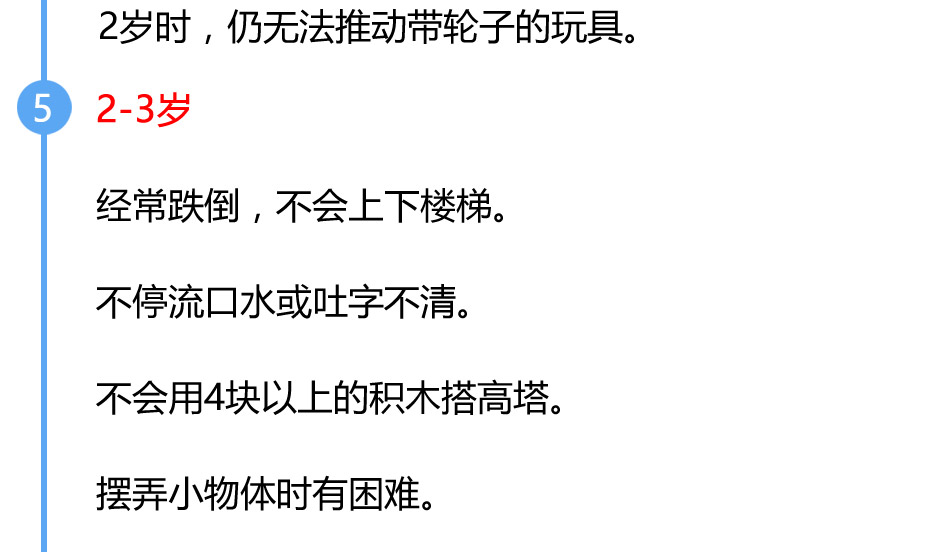 2岁时，仍无法推动带轮子的玩具。
5 2-3岁
经常跌倒，不会上下楼梯。
不停流口水或吐字不清。
不会用4块以上的积木搭高塔。
摆弄小物体时有困难。